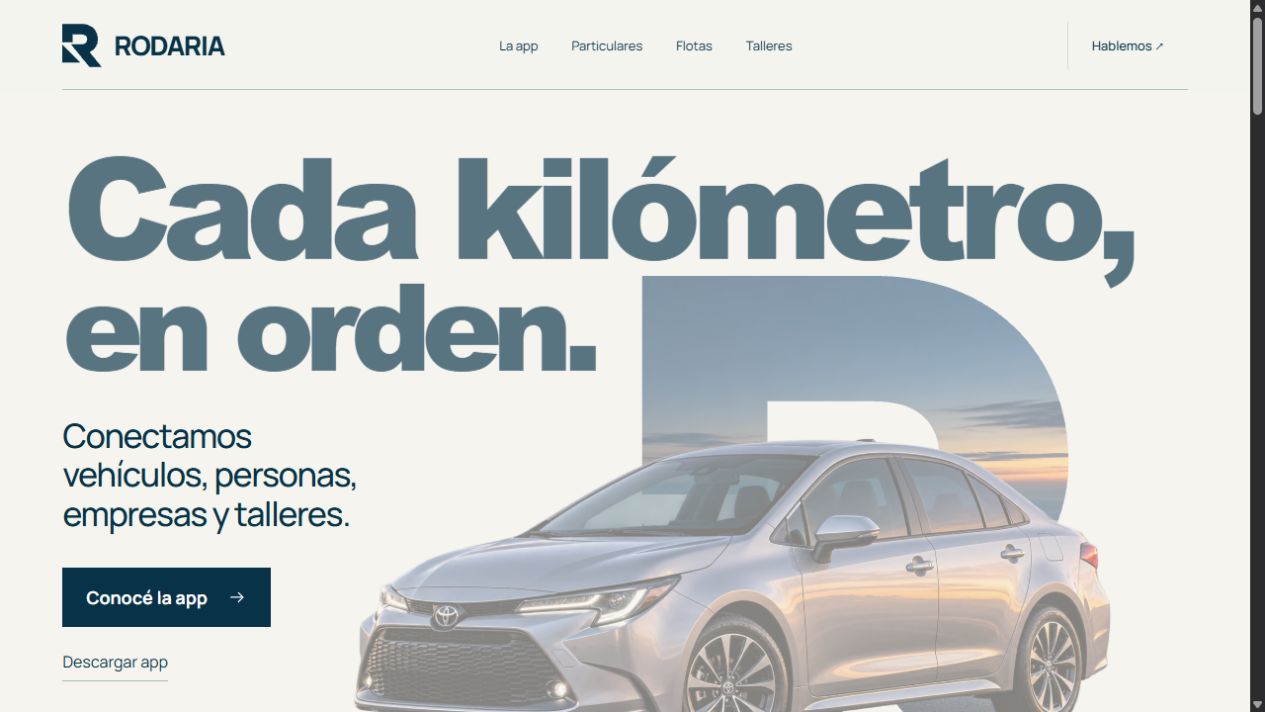 RODARIA
La app
Particulares
Flotas
Talleres
Hablemos ↗
Cada kilómetro,
en orden.
Conectamos
vehículos, personas,
empresas y talleres.
Conocé la app →
Descargar app